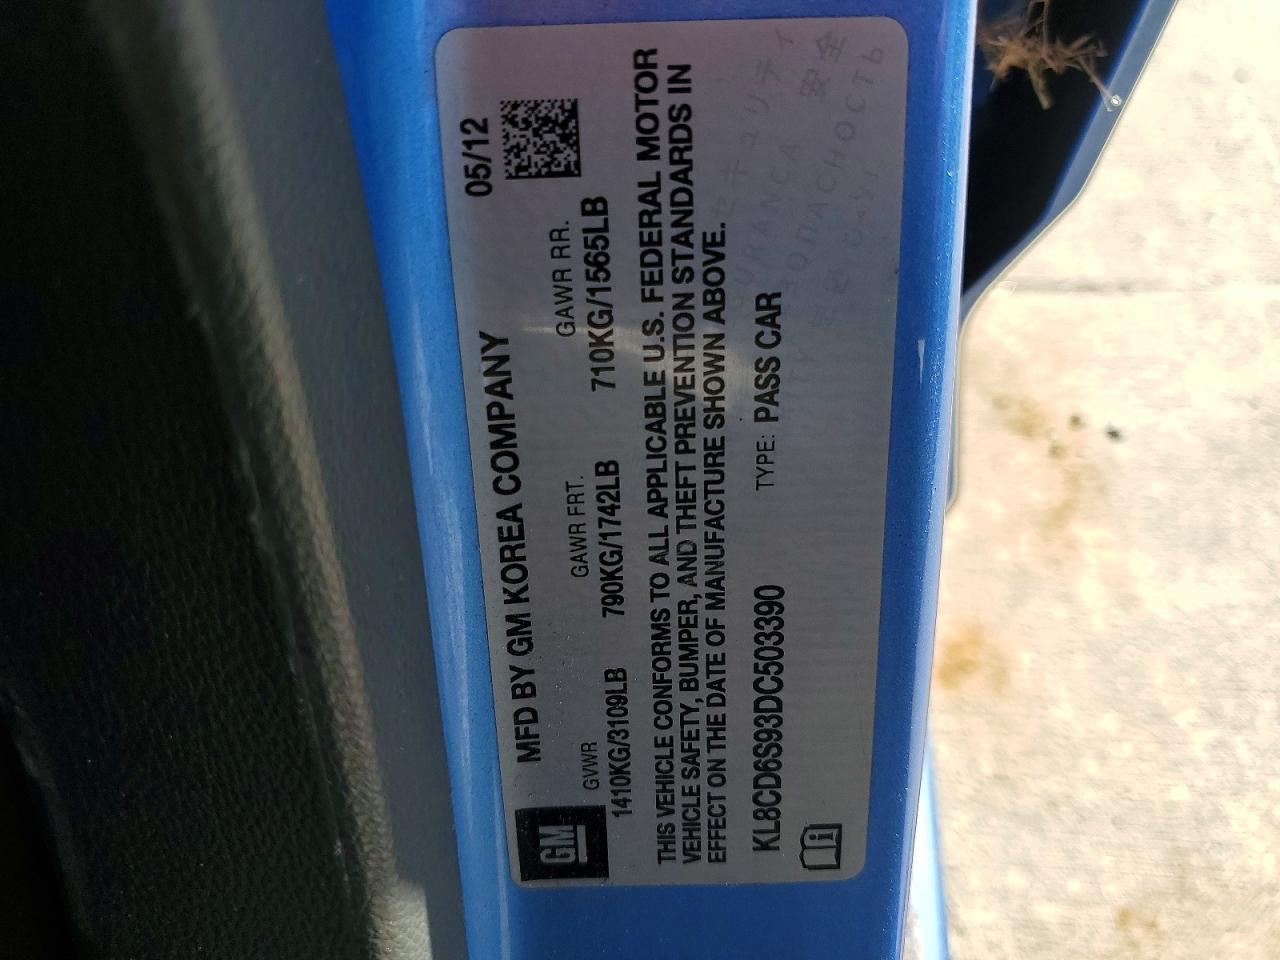 MFD BY GM KOREA COMPANY 05/12
GM
GVWR GAWR FRT. GAWR RR.
1410KG/3109LB 790KG/1742LB 710KG/1565LB
THIS VEHICLE CONFORMS TO ALL APPLICABLE U.S. FEDERAL MOTOR
VEHICLE SAFETY, BUMPER, AND THEFT PREVENTION STANDARDS IN
EFFECT ON THE DATE OF MANUFACTURE SHOWN ABOVE.
KL8CD6S93DC503390 TYPE: PASS CAR